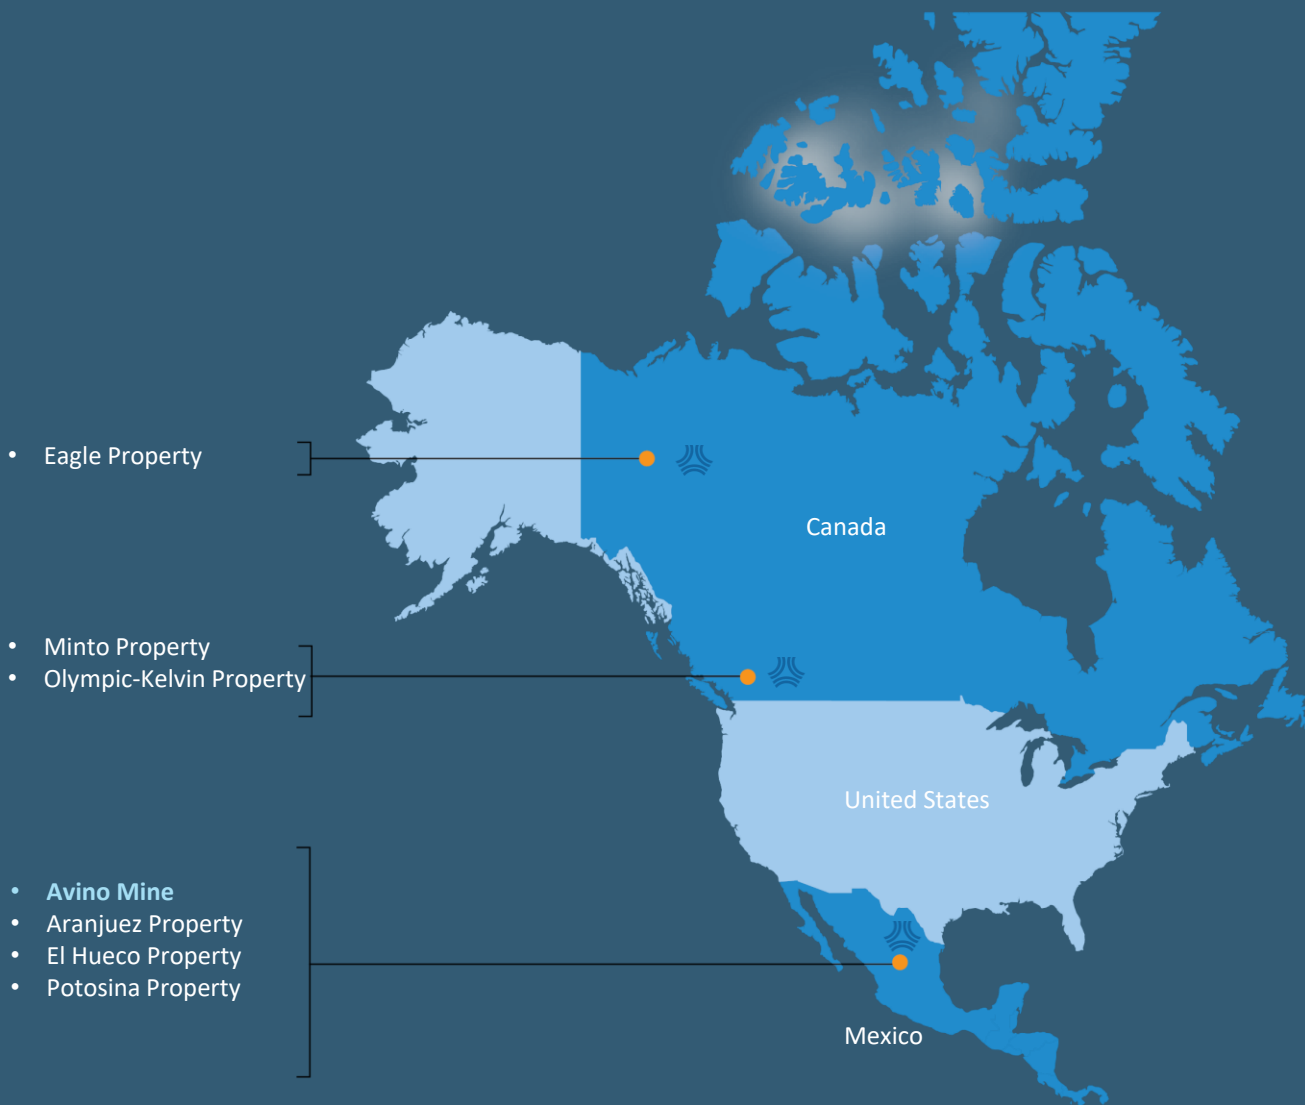 • Eagle Property
Canada
• Minto Property
• Olympic-Kelvin Property
United States
• Avino Mine
• Aranjuez Property
• El Hueco Property
• Potosina Property
Mexico